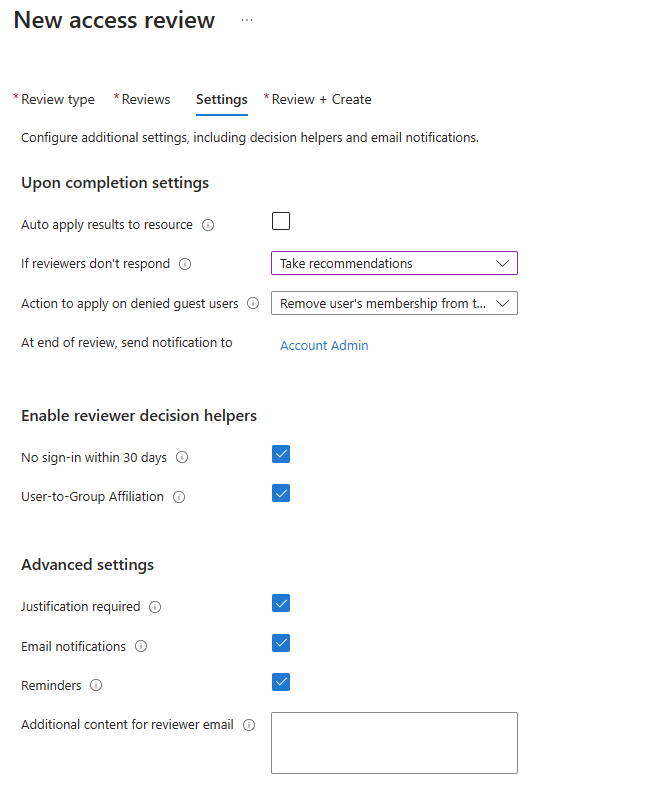 New access review ...
* Review type * Reviews Settings * Review + Create
Configure additional settings, including decision helpers and email notifications.
Upon completion settings
Auto apply results to resource
If reviewers don't respond Take recommendations
Action to apply on denied guest users Remove user's membership from t...
At end of review, send notification to Account Admin
Enable reviewer decision helpers
No sign-in within 30 days
User-to-Group Affiliation
Advanced settings
Justification required
Email notifications
Reminders
Additional content for reviewer email